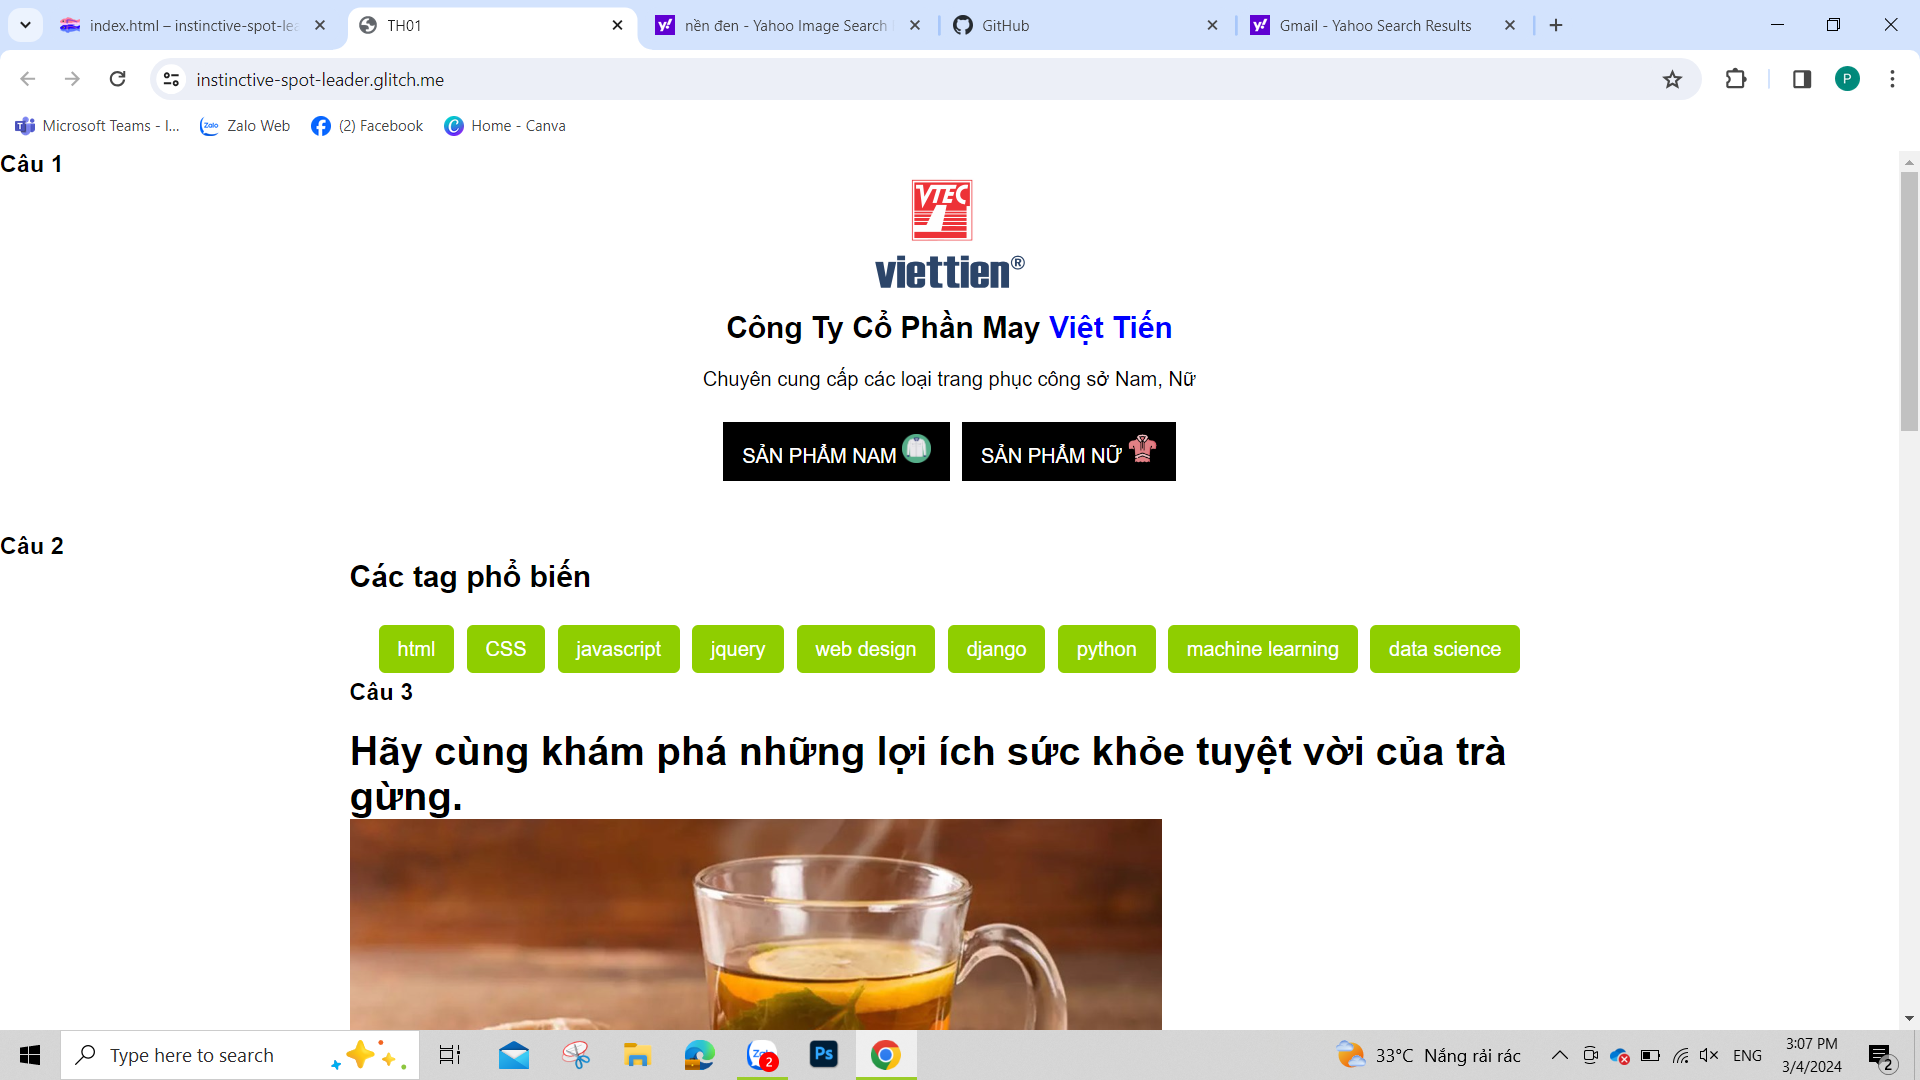 index.html – instinctive-spot-lea
TH01
nền đen - Yahoo Image Search
GitHub
Gmail - Yahoo Search Results
instinctive-spot-leader.glitch.me
P
Microsoft Teams - I...
Zalo Web
(2) Facebook
Home - Canva
Câu 1
VTEC
viettien®
Công Ty Cổ Phần May Việt Tiến
Chuyên cung cấp các loại trang phục công sở Nam, Nữ
SẢN PHẨM NAM
SẢN PHẨM NỮ
Câu 2
Các tag phổ biến
html
CSS
javascript
jquery
web design
django
python
machine learning
data science
Câu 3
Hãy cùng khám phá những lợi ích sức khỏe tuyệt vời của trà
gừng.
Type here to search
2
Ps
33°C Nắng rải rác
ENG
3:07 PM
3/4/2024
2